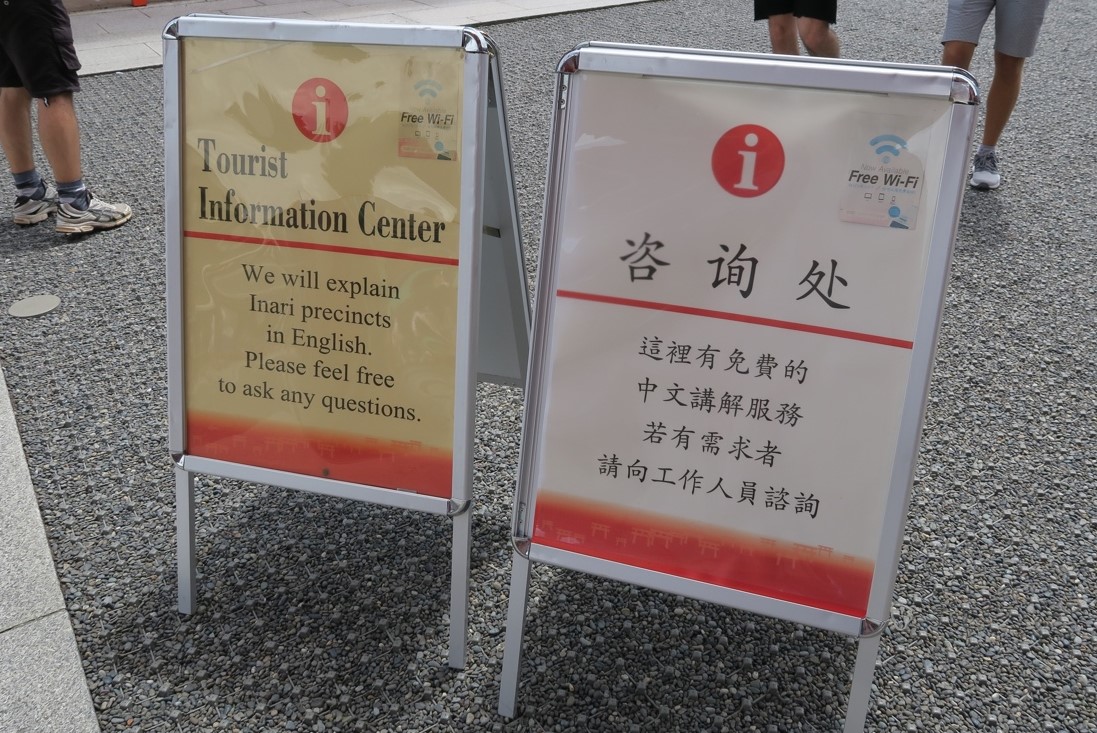 i
Free Wi-Fi
Tourist
Information Center
We will explain
Inari precincts
in English.
Please feel free
to ask any questions.
i
Now Available
Free Wi-Fi
咨询处
這裡有免費的
中文講解服務
若有需求者
請向工作人員諮詢